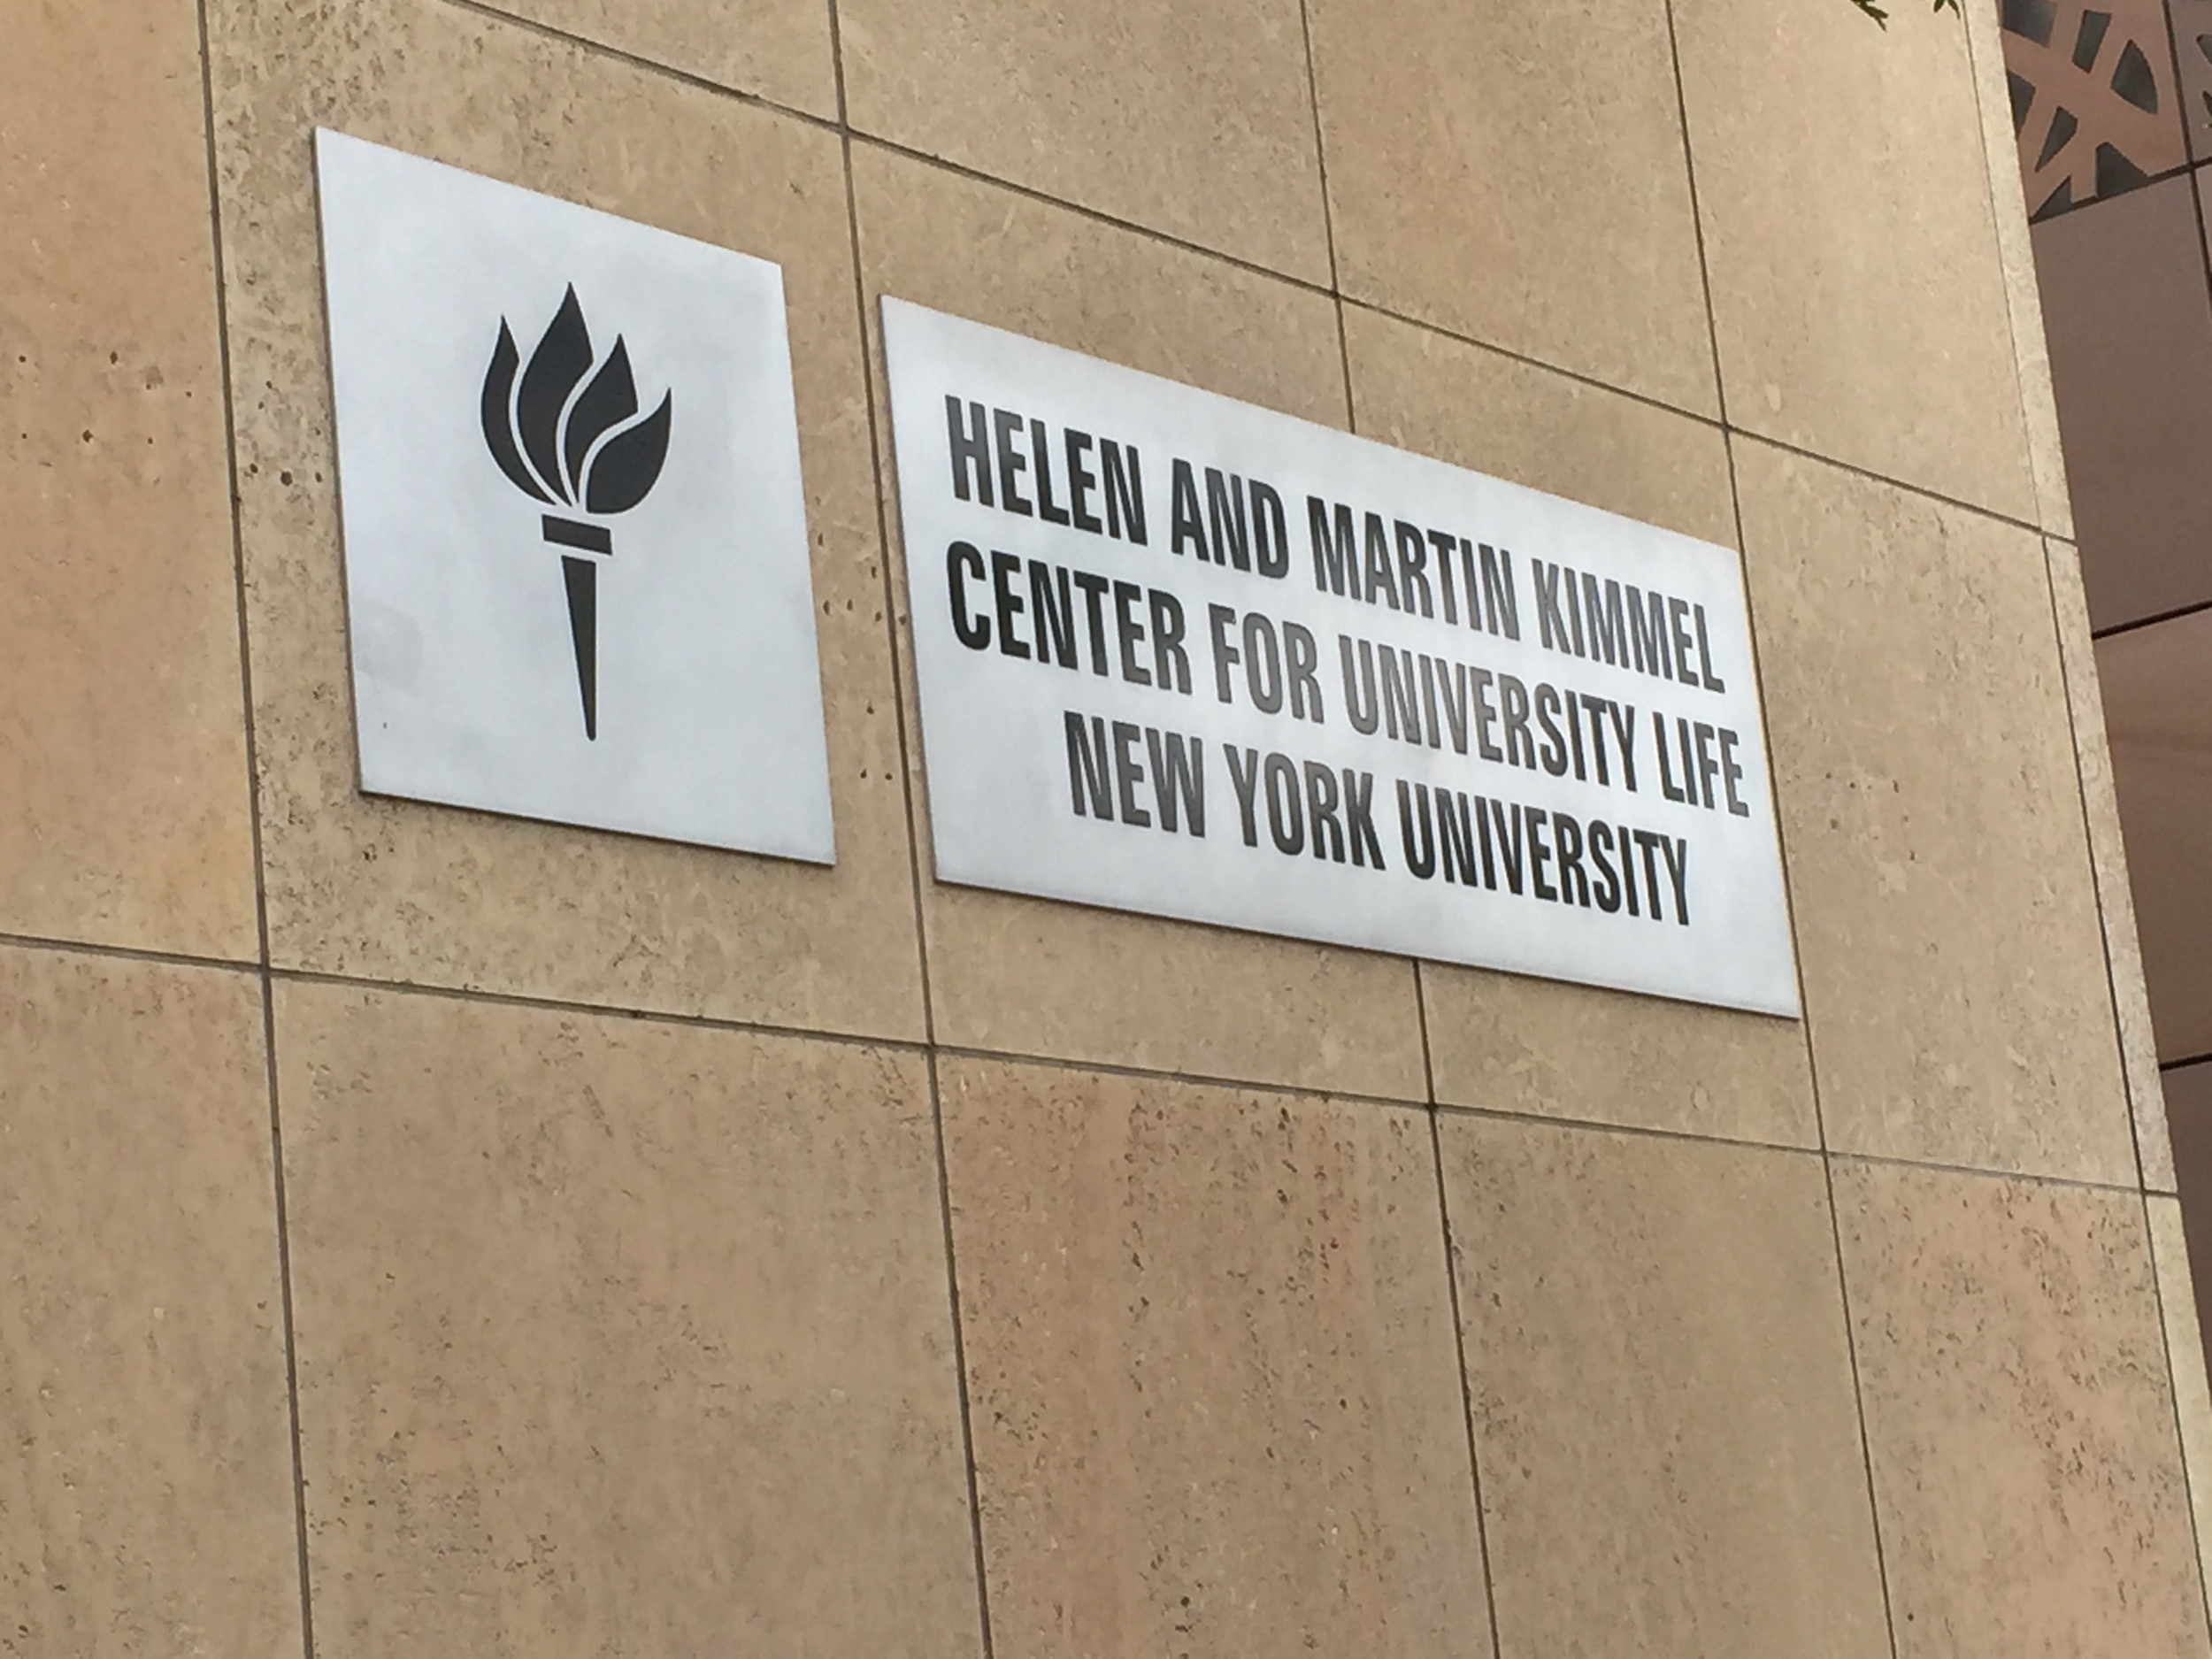 HELEN AND MARTIN KIMMEL
CENTER FOR UNIVERSITY LIFE
NEW YORK UNIVERSITY